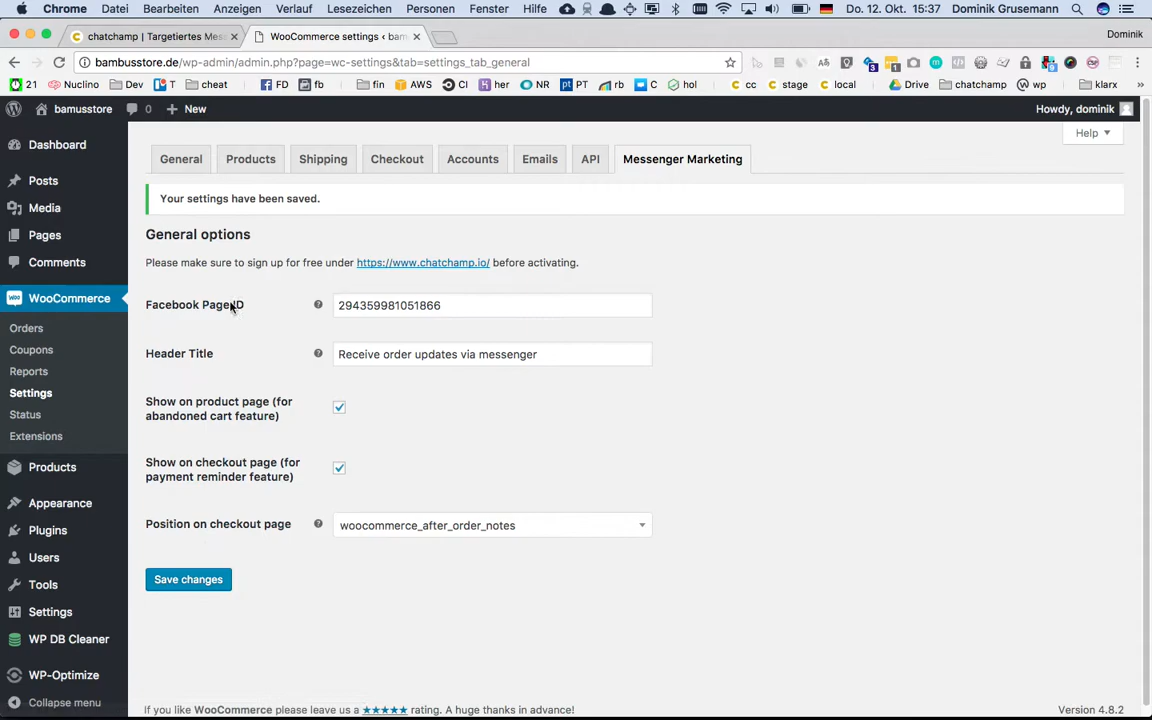 Chrome Datei Bearbeiten Anzeigen Verlauf Lesezeichen Personen Fenster Hilfe Do. 12. Okt. 15:37 Dominik Grusemann
chatchamp | Targetiertes Mes
WooCommerce settings ‹ bam
Dominik
bambusstore.de/wp-admin/admin.php?page=wc-settings&tab=settings_tab_general
21 Nuclino Dev T cheat FD fb fin AWS CI her NR PT rb C hol cc stage local Drive chatchamp wp klarx
bamusstore 0 New Howdy, dominik
Help
Dashboard
Posts
Media
Pages
Comments
WooCommerce
Orders
Coupons
Reports
Settings
Status
Extensions
Products
Appearance
Plugins
Users
Tools
Settings
WP DB Cleaner
WP-Optimize
Collapse menu
General Products Shipping Checkout Accounts Emails API Messenger Marketing
Your settings have been saved.
General options
Please make sure to sign up for free under https://www.chatchamp.io/ before activating.
Facebook PageID 294359981051866
Header Title Receive order updates via messenger
Show on product page (for
abandoned cart feature)
Show on checkout page (for
payment reminder feature)
Position on checkout page woocommerce_after_order_notes
Save changes
If you like WooCommerce please leave us a ★★★★★ rating. A huge thanks in advance! Version 4.8.2